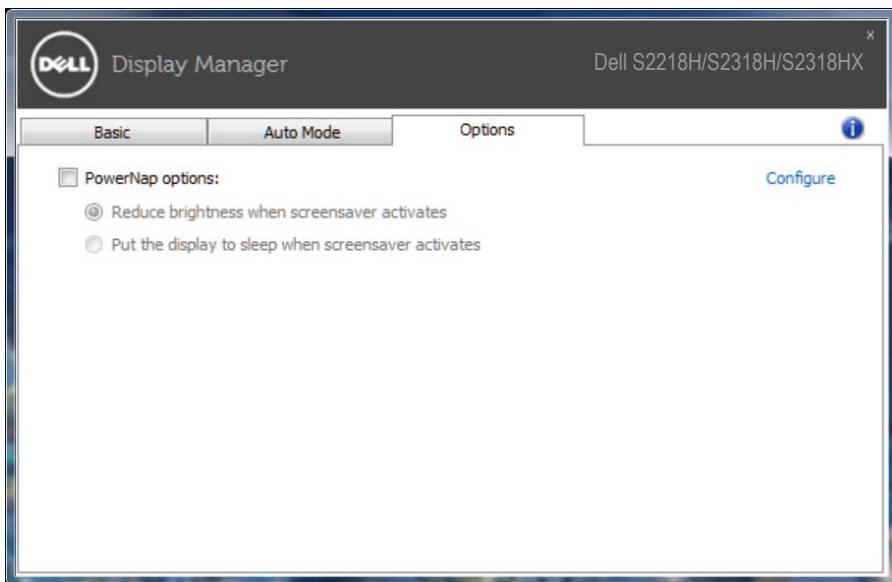 DELL Display Manager
Dell S2218H/S2318H/S2318HX
x
Basic
Auto Mode
Options
i
PowerNap options:
Configure
Reduce brightness when screensaver activates
Put the display to sleep when screensaver activates